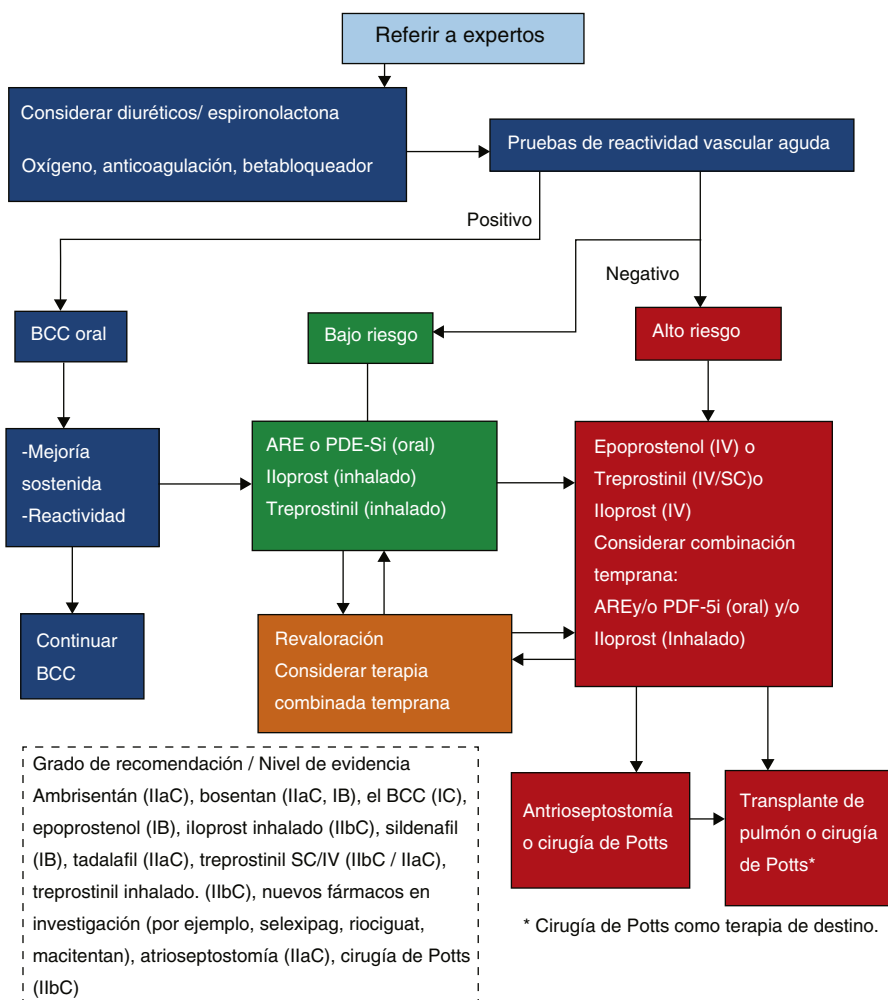 Referir a expertos
Considerar diuréticos/ espironolactona
Oxígeno, anticoagulación, betabloqueador
Pruebas de reactividad vascular aguda
Positivo
Negativo
BCC oral
Bajo riesgo
Alto riesgo
-Mejoría
sostenida
-Reactividad
ARE o PDE-Si (oral)
Iloprost (inhalado)
Treprostinil (inhalado)
Epoprostenol (IV) o
Treprostinil (IV/SC)o
Iloprost (IV)
Considerar combinación
temprana:
AREy/o PDF-5i (oral) y/o
Iloprost (Inhalado)
Continuar
BCC
Revaloración
Considerar terapia
combinada temprana
Grado de recomendación / Nivel de evidencia
Ambrisentán (IIaC), bosentan (IIaC, IB), el BCC (IC),
epoprostenol (IB), iloprost inhalado (IIbC), sildenafil
(IB), tadalafil (IIaC), treprostinil SC/IV (IIbC / IIaC),
treprostinil inhalado. (IIbC), nuevos fármacos en
investigación (por ejemplo, selexipag, riociguat,
macitentan), atrioseptostomía (IIaC), cirugía de Potts
(IIbC)
Antrioseptostomía
o cirugía de Potts
Transplante de
pulmón o cirugía
de Potts*
* Cirugía de Potts como terapia de destino.